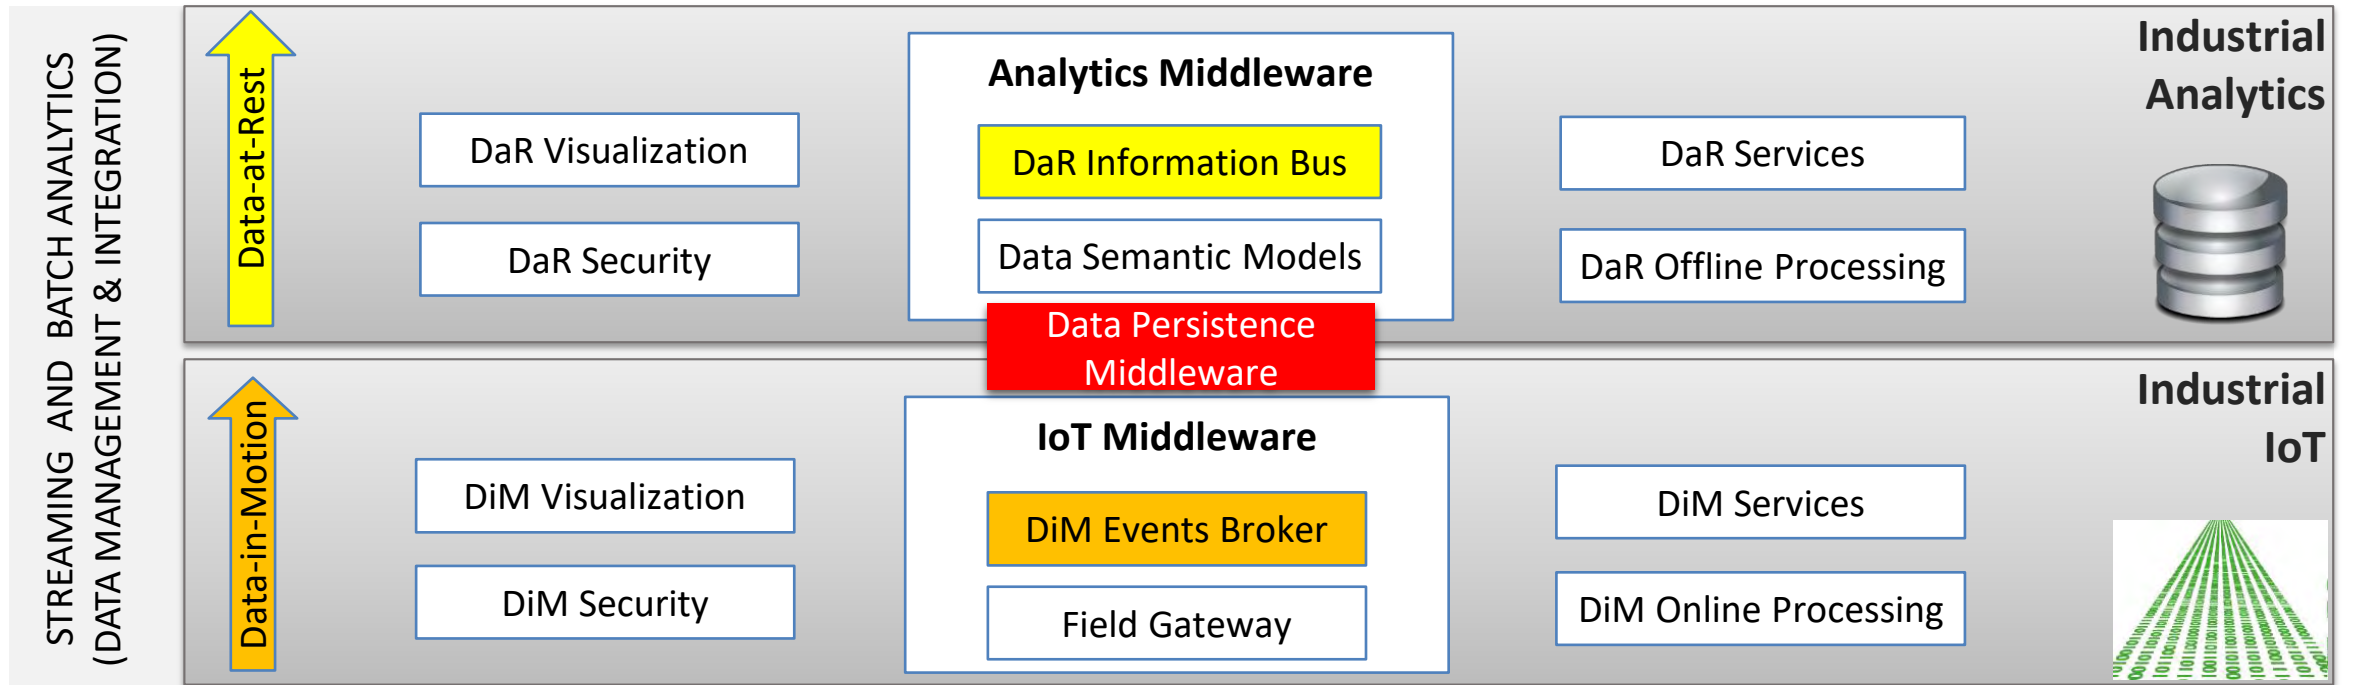 STREAMING AND BATCH ANALYTICS
(DATA MANAGEMENT & INTEGRATION)
Data-at-Rest
DaR Visualization
DaR Security
Analytics Middleware
DaR Information Bus
Data Semantic Models
DaR Services
DaR Offline Processing
Industrial
Analytics
Data Persistence
Middleware
Data-in-Motion
DiM Visualization
DiM Security
IoT Middleware
DiM Events Broker
Field Gateway
DiM Services
DiM Online Processing
Industrial
IoT